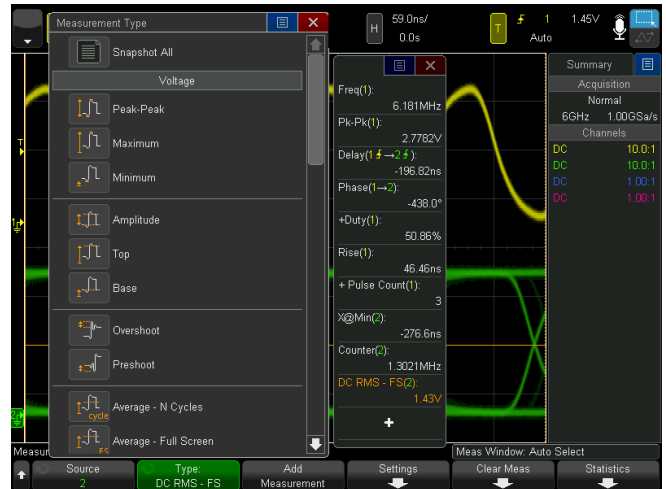 Measurement Type
H
59.0ns/
0.0s
T
1
1.45V
Auto
Snapshot All
Voltage
Peak-Peak
Maximum
Minimum
Amplitude
Top
Base
Overshoot
Preshoot
cycle
Average - N Cycles
FS
Average - Full Screen
Freq(1):
6.181MHz
Pk-Pk(1):
2.7782V
Delay(1→2):
-196.82ns
Phase(1→2):
-438.0°
+Duty(1):
50.86%
Rise(1):
46.46ns
+ Pulse Count(1):
3
X@Min(2):
-276.6ns
Counter(2):
1.3021MHz
DC RMS - FS(2):
1.43V
+
Summary
Acquisition
Normal
6GHz 1.00GSa/s
Channels
DC 10.0:1
DC 10.0:1
DC 1.00:1
DC 1.00:1
T
1
2
Measur
Meas Window: Auto Select
Source
2
Type:
DC RMS - FS
Add
Measurement
Settings
Clear Meas
Statistics